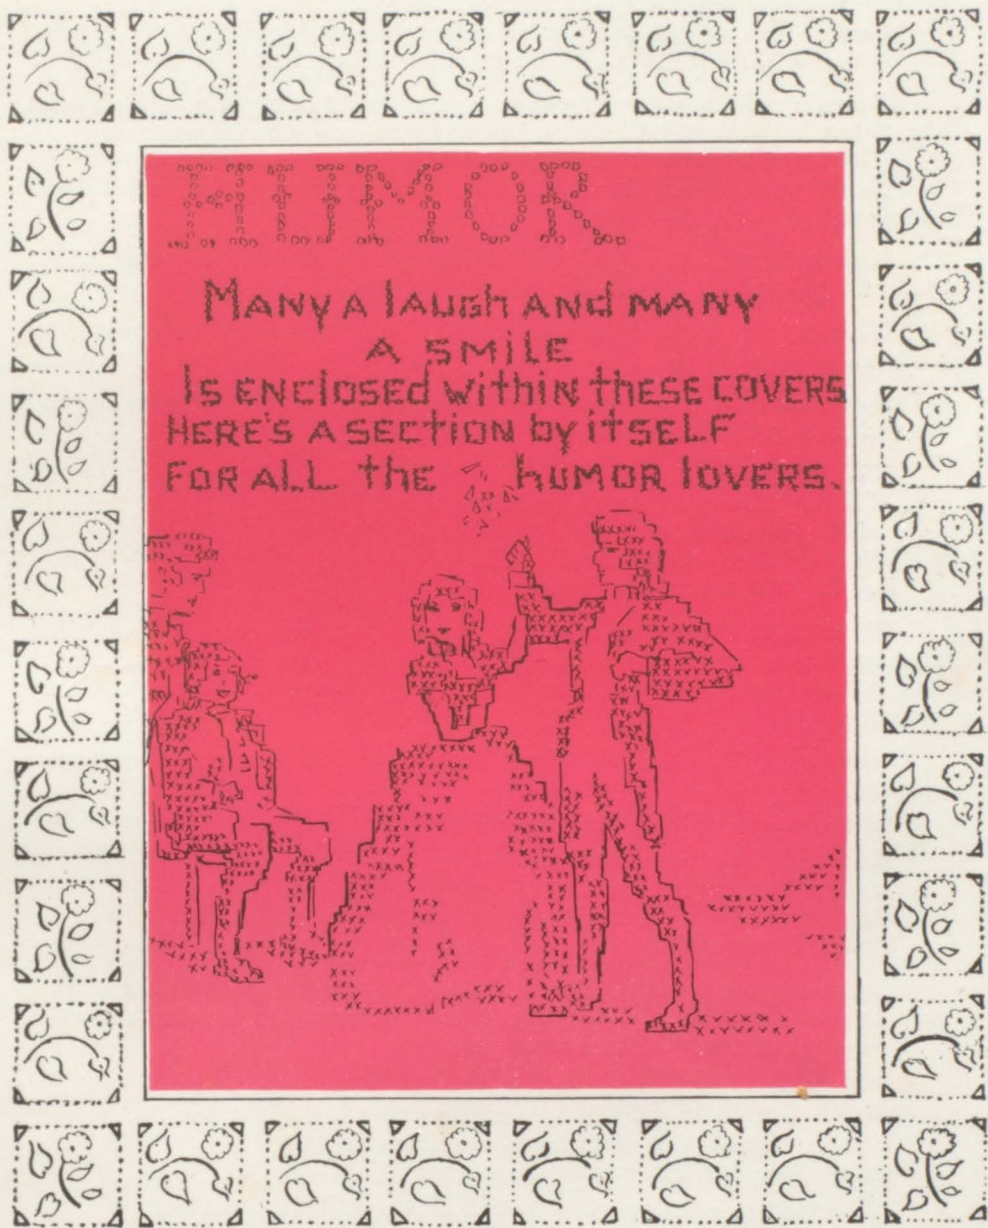 HUMOR
MANY A laugh AND MANY
A SMILE
Is ENclosed within these COVERS
HERE'S A SECTION by itSELF
FOR ALL the humOR lOVERS.